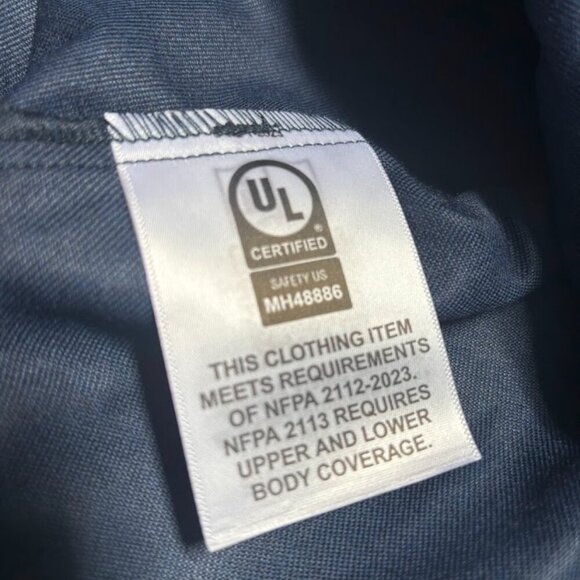 UL
®
CERTIFIED
SAFETY US
MH48886
THIS CLOTHING ITEM
MEETS REQUIREMENTS
OF NFPA 2112-2023.
NFPA 2113 REQUIRES
UPPER AND LOWER
BODY COVERAGE.